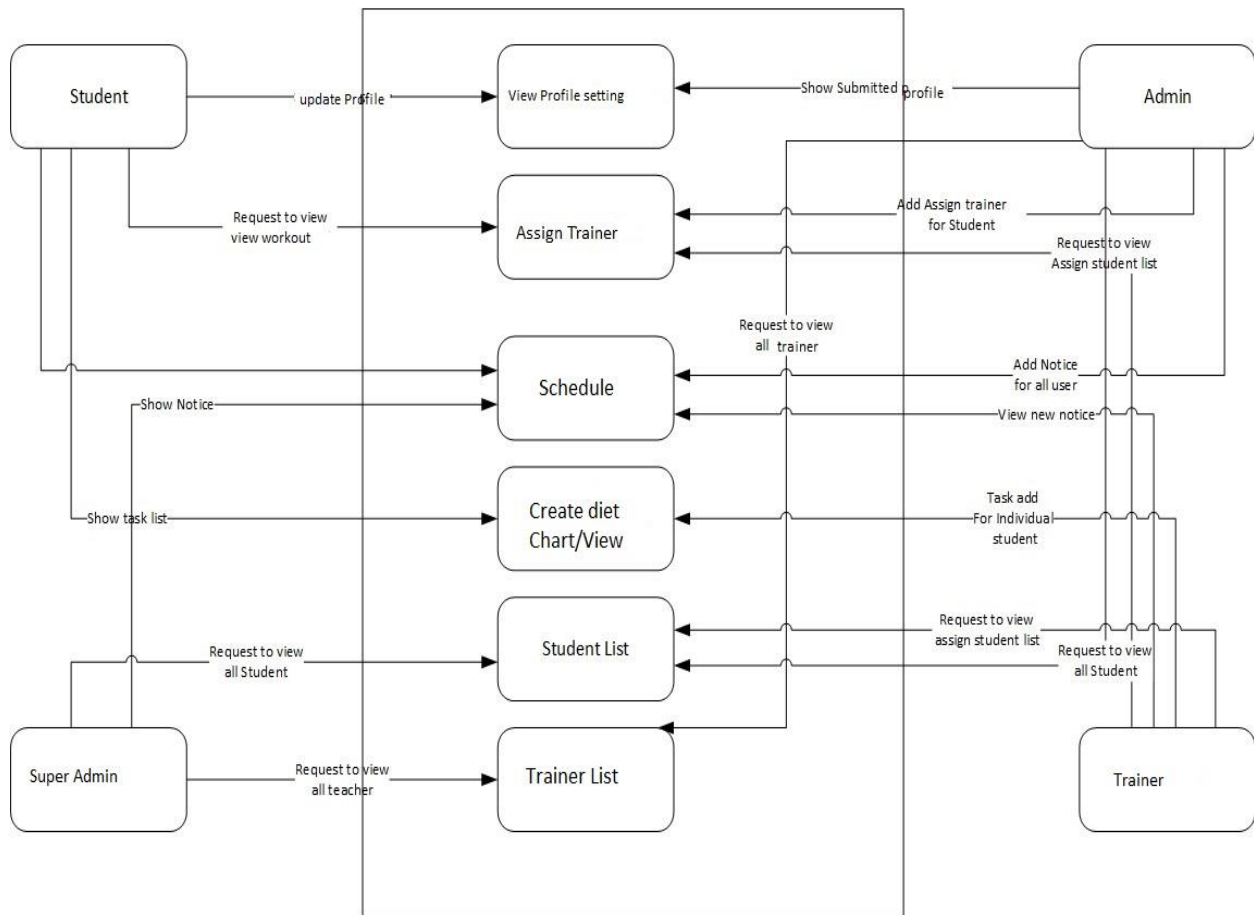 Student
update Profile
View Profile setting
Show Submitted profile
Admin
Request to view
view workout
Assign Trainer
Add Assign trainer
for Student
Request to view
Assign student list
Request to view
all trainer
Schedule
Add Notice
for all user
Show Notice
View new notice
Show task list
Create diet
Chart/View
Task add
For Individual
student
Request to view
all Student
Student List
Request to view
assign student list
Request to view
all Student
Super Admin
Request to view
all teacher
Trainer List
Trainer